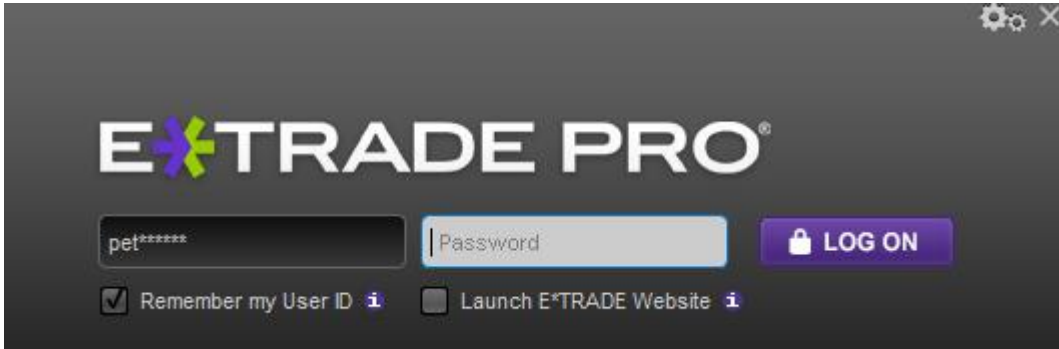 E*TRADE PRO®
pet****** Password LOG ON
Remember my User ID i Launch E*TRADE Website i